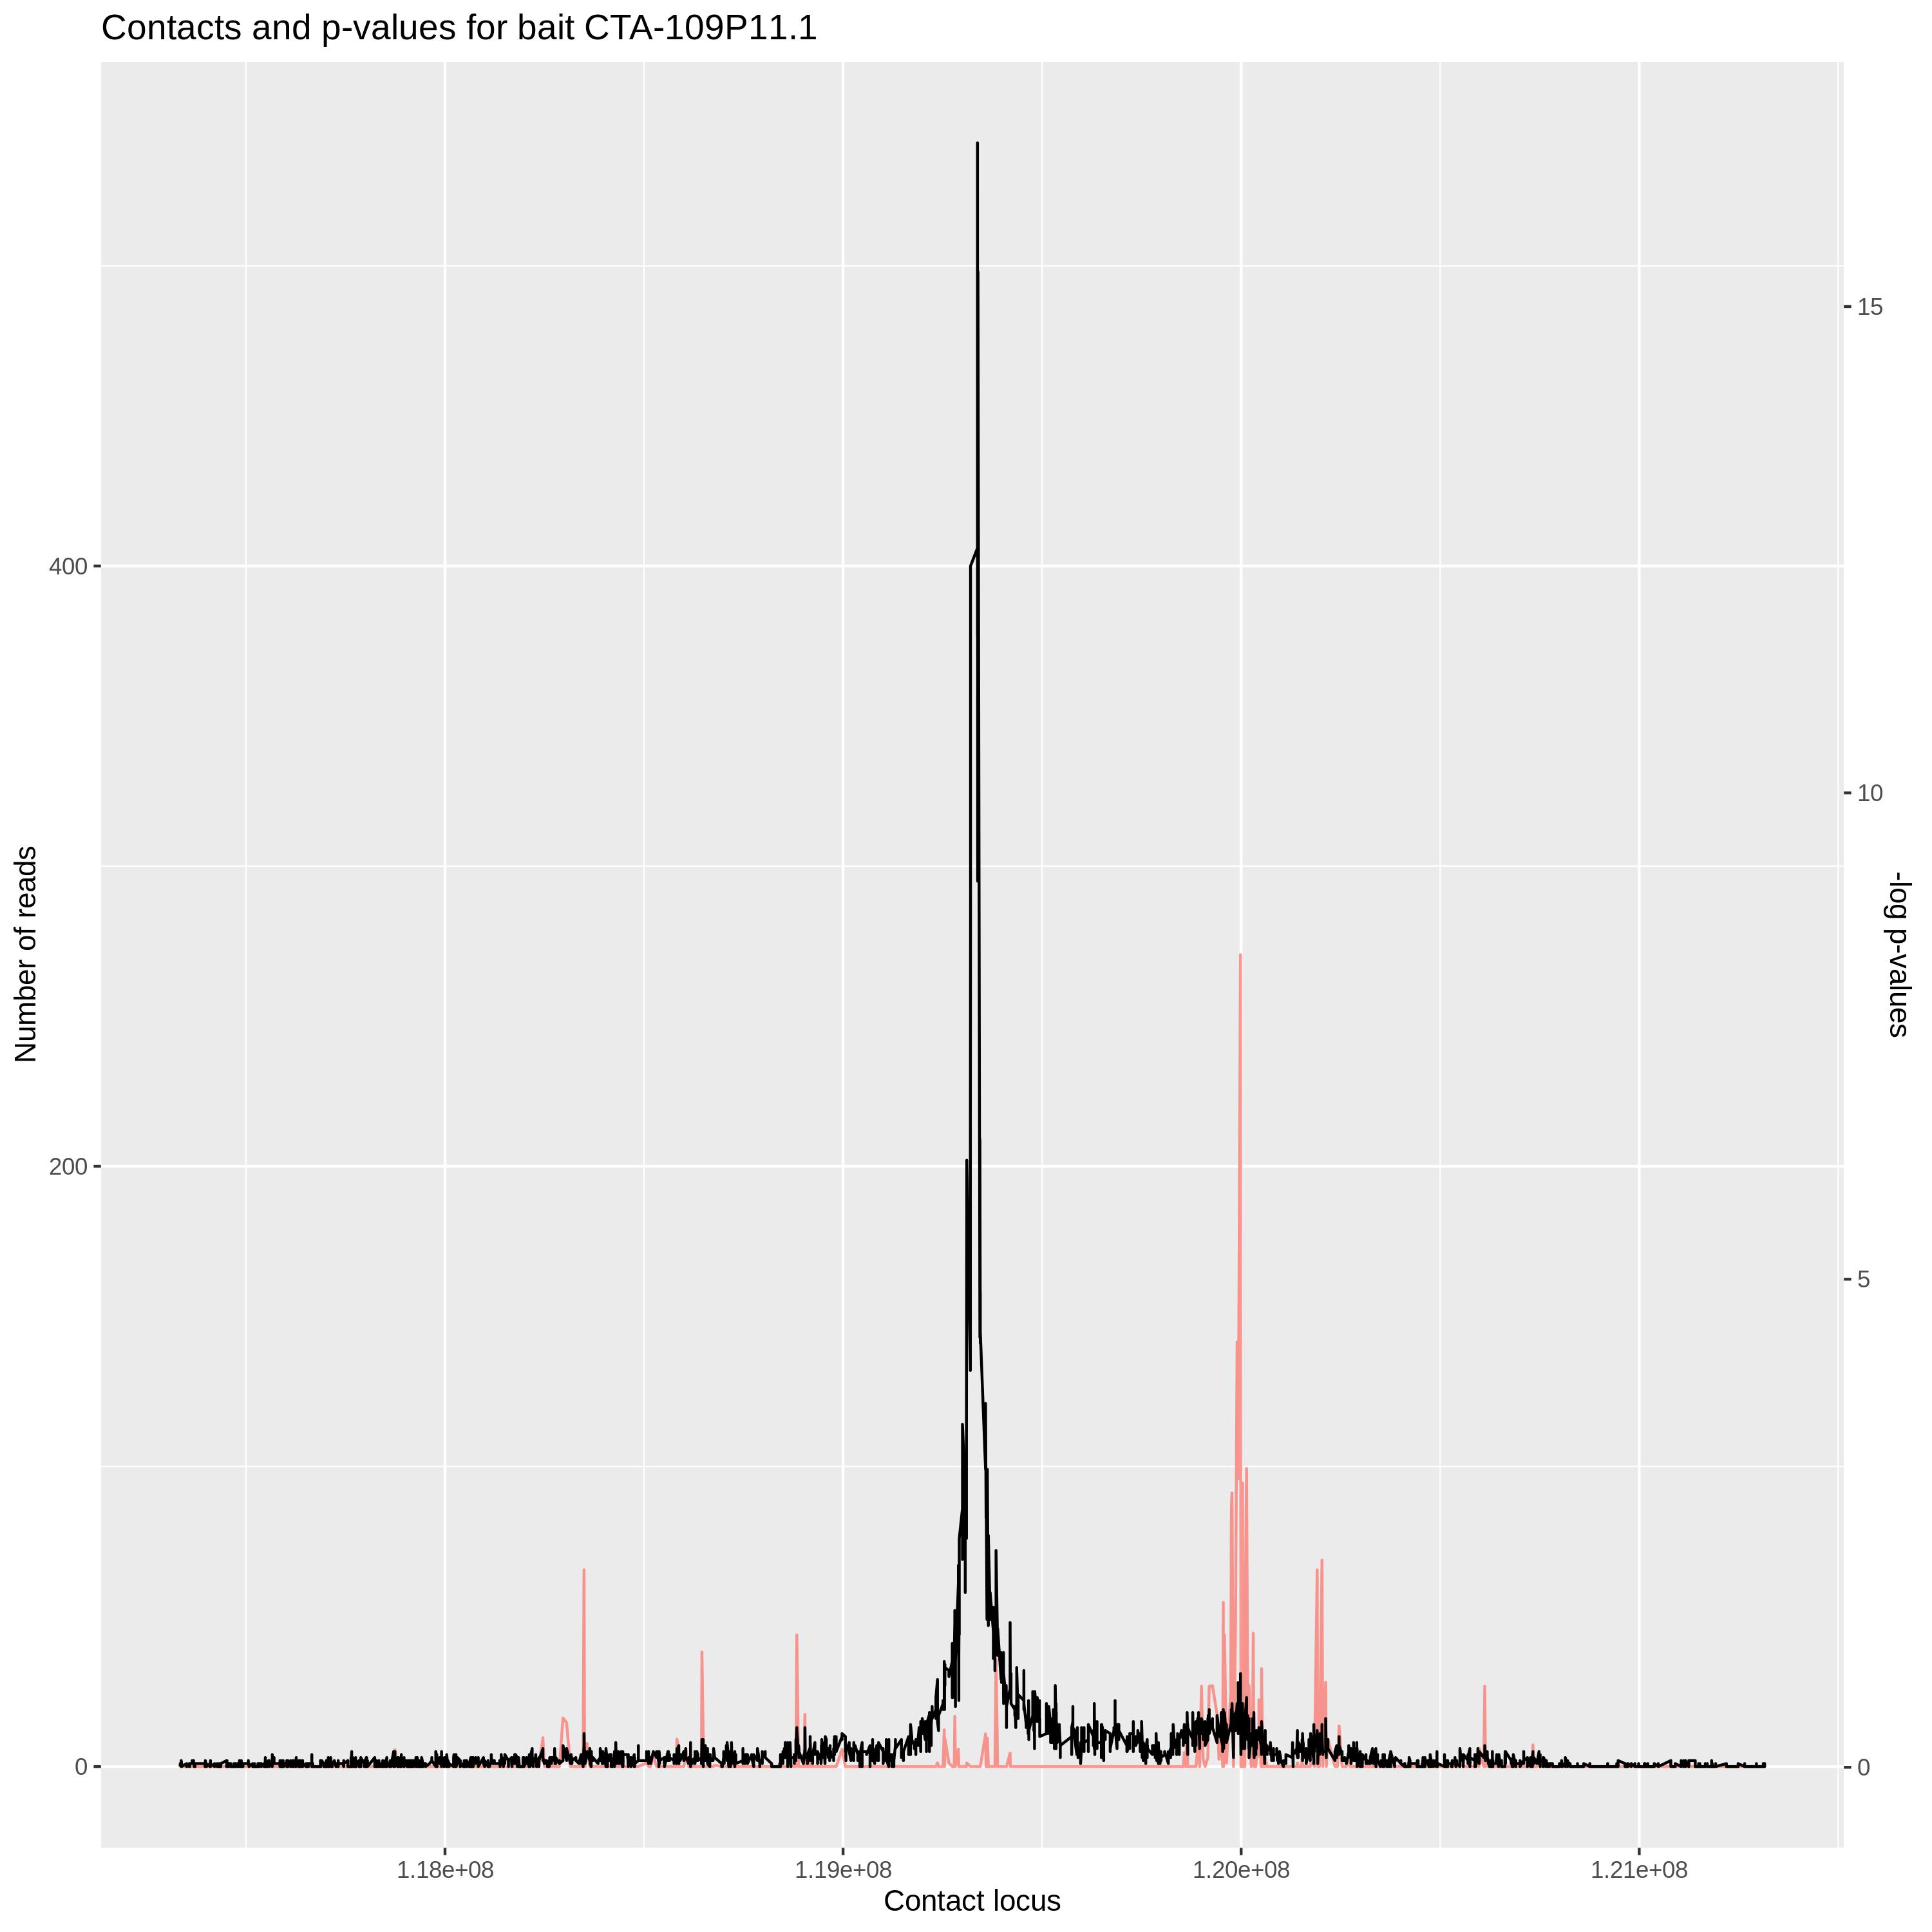 Contacts and p-values for bait CTA-109P11.1
400
200
0
Number of reads
15
10
5
0
-log p-values
1.18e+08
1.19e+08
1.20e+08
1.21e+08
Contact locus